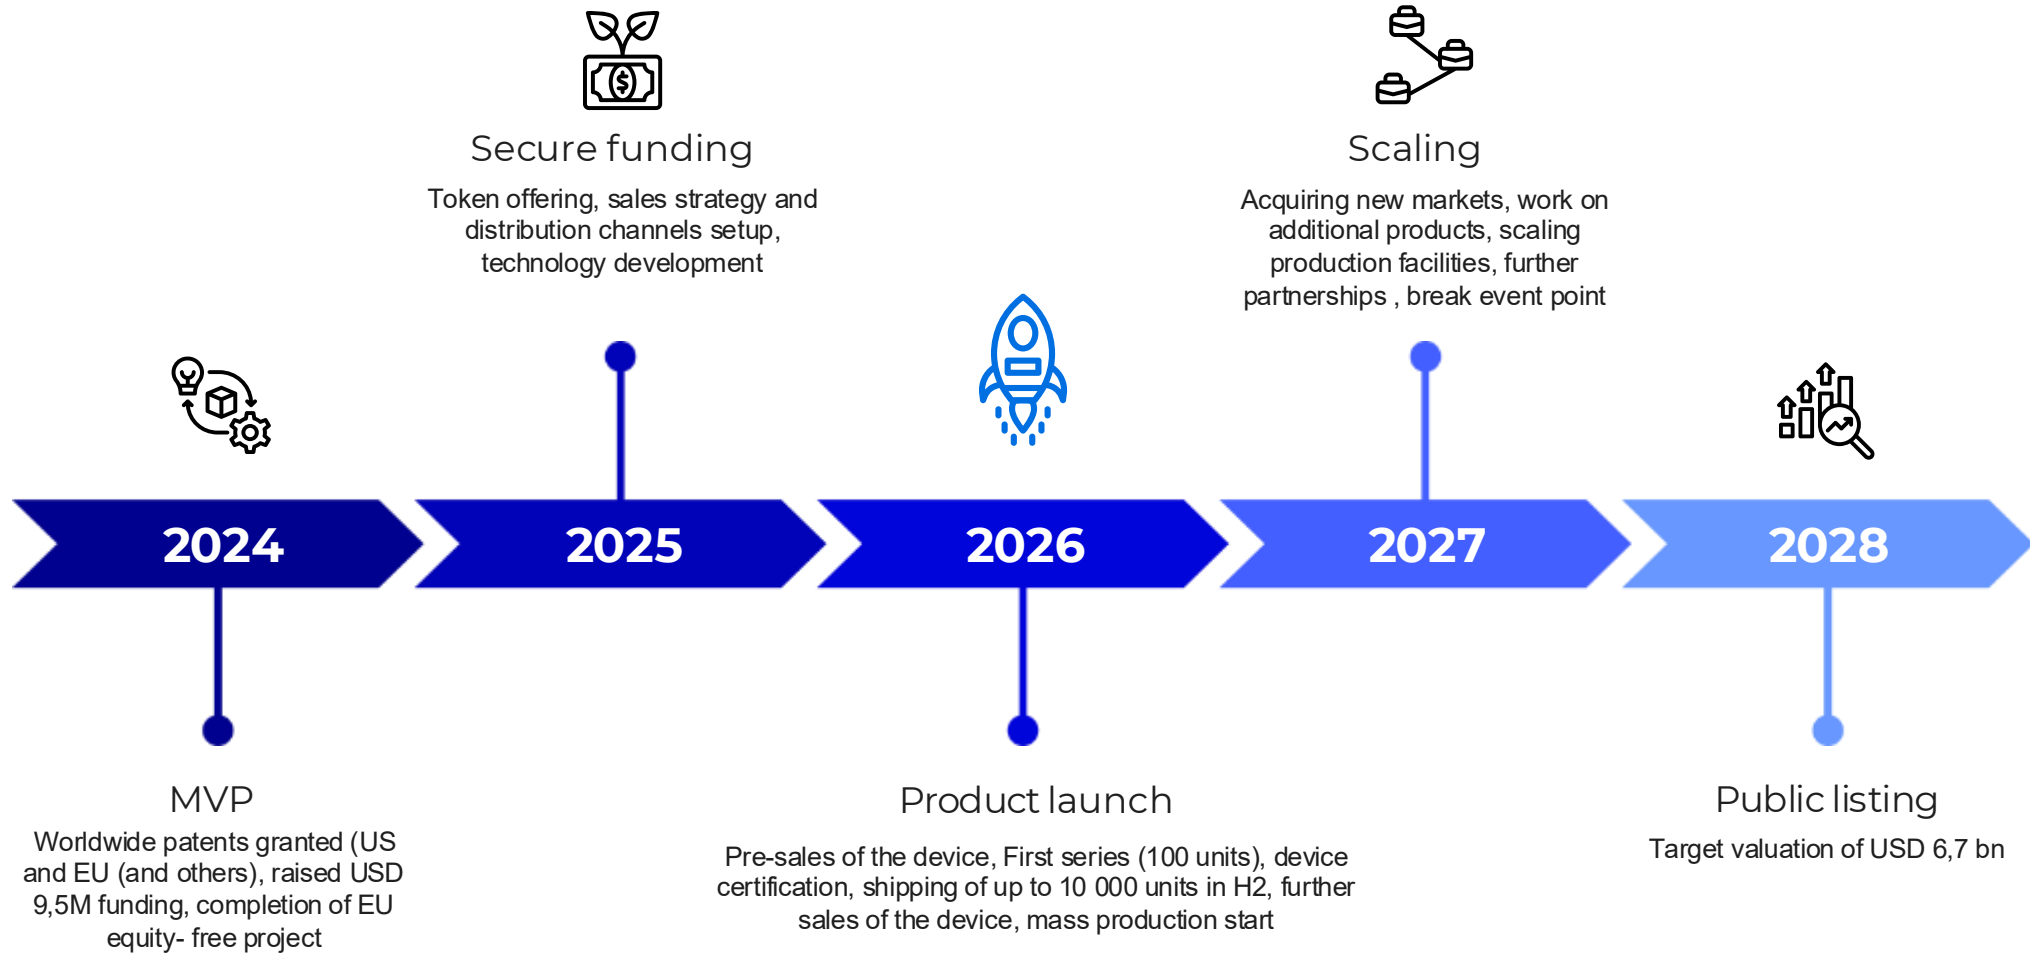 Secure funding
Token offering, sales strategy and
distribution channels setup,
technology development
Scaling
Acquiring new markets, work on
additional products, scaling
production facilities, further
partnerships , break event point
2024
2025
2026
2027
2028
MVP
Worldwide patents granted (US
and EU (and others), raised USD
9,5M funding, completion of EU
equity- free project
Product launch
Pre-sales of the device, First series (100 units), device
certification, shipping of up to 10 000 units in H2, further
sales of the device, mass production start
Public listing
Target valuation of USD 6,7 bn